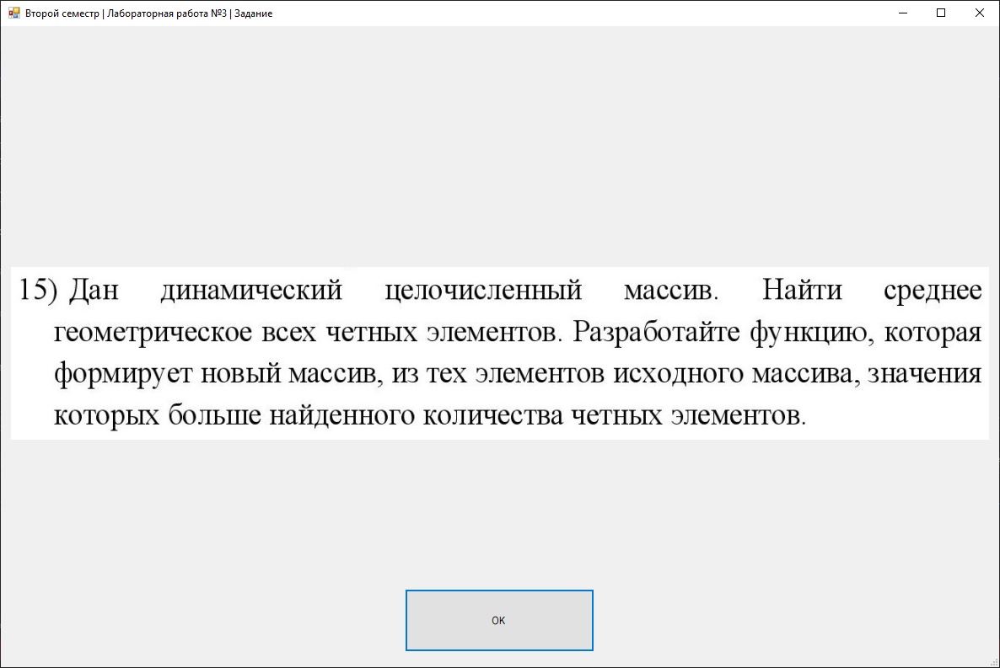 Второй семестр | Лабораторная работа №3 | Задание
15) Дан динамический целочисленный массив. Найти среднее
геометрическое всех четных элементов. Разработайте функцию, которая
формирует новый массив, из тех элементов исходного массива, значения
которых больше найденного количества четных элементов.
OK